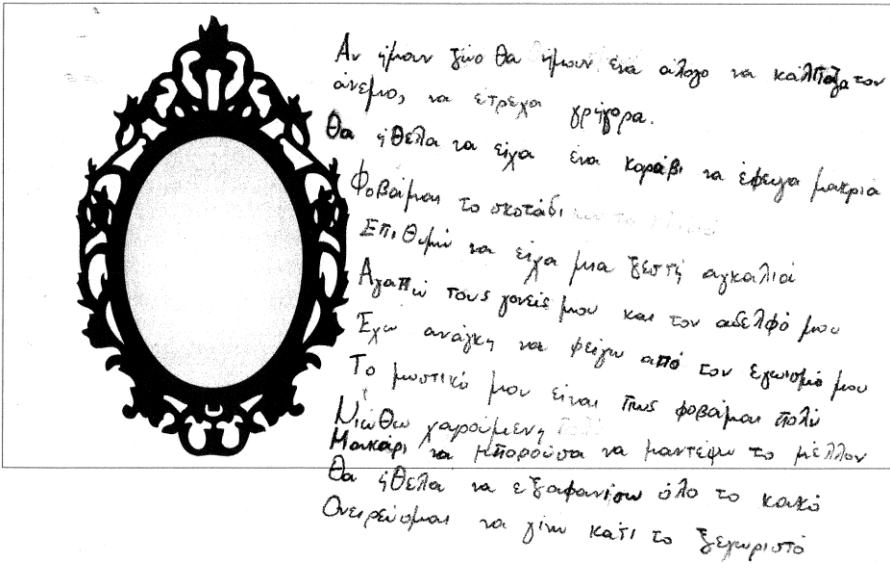 Αν ήμουν ζώο θα ήμουν ένα άλογο να κάλπαζα τον
άνεμο, να έτρεχα γρήγορα.
Θα ήθελα να είχα ένα καράβι να έφευγα μακριά
Φοβάμαι το σκοτάδι
Επιθυμώ να είχα μια ζεστή αγκαλιά
Αγαπώ τους γονείς μου και τον αδελφό μου
Έχω ανάγκη να φύγω από τον εγωισμό μου
Το μυστικό μου είναι πως φοβάμαι πολύ
Νιώθω χαρούμενη
Μακάρι να μπορούσα να μαντέψω το μέλλον
Θα ήθελα να εξαφανίσω όλο το κακό
Ονειρεύομαι να γίνω κάτι το ξεχωριστό